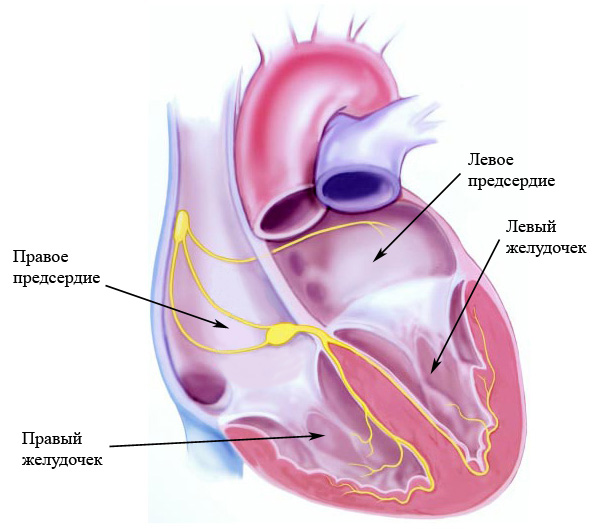 Левое
предсердие
Левый
желудочек
Правое
предсердие
Правый
желудочек